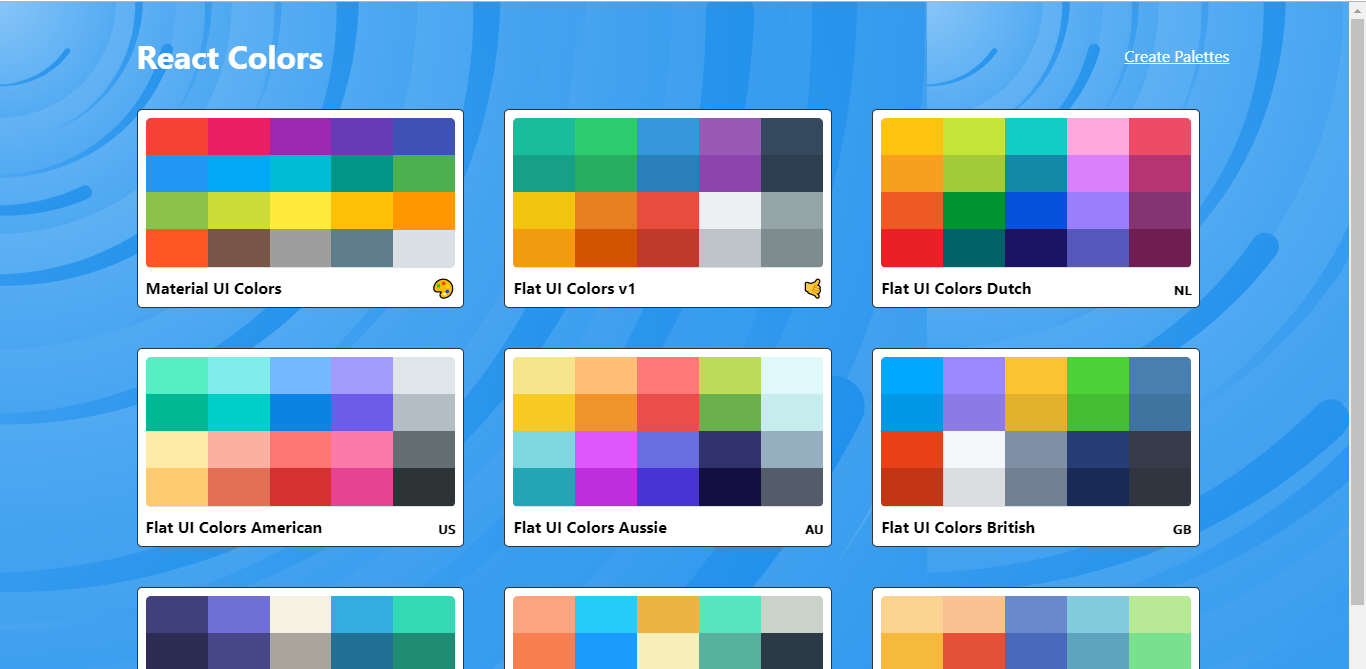 React Colors
Create Palettes
Material UI Colors
Flat UI Colors v1
Flat UI Colors Dutch
NL
Flat UI Colors American
US
Flat UI Colors Aussie
AU
Flat UI Colors British
GB